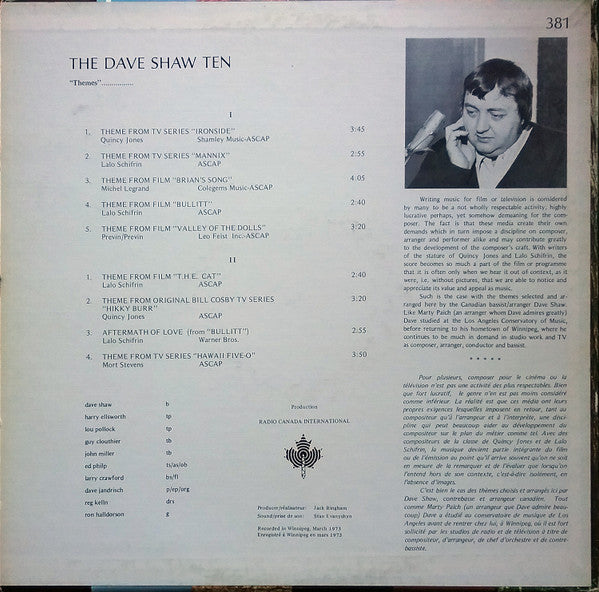 381
THE DAVE SHAW TEN
"Themes"................
I
1. THEME FROM TV SERIES "IRONSIDE" 3:45
Quincy Jones Shamley Music-ASCAP
2. THEME FROM TV SERIES "MANNIX" 2:55
Lalo Schifrin ASCAP
3. THEME FROM FILM "BRIAN'S SONG" 4:05
Michel Legrand Colegems Music-ASCAP
4. THEME FROM FILM "BULLITT" 2:40
Lalo Schifrin ASCAP
5. THEME FROM FILM "VALLEY OF THE DOLLS" 3:20
Previn/Previn Leo Feist Inc.-ASCAP
II
1. THEME FROM FILM "T.H.E. CAT" 2:40
Lalo Schifrin ASCAP
2. THEME FROM ORIGINAL BILL COSBY TV SERIES 3:20
"HIKKY BURR"
Quincy Jones ASCAP
3. AFTERMATH OF LOVE (from "BULLITT") 2:55
Lalo Schifrin Warner Bros.
4. THEME FROM TV SERIES "HAWAII FIVE-O" 3:50
Mort Stevens ASCAP
dave shaw b
harry ellsworth tp
lou pollock tp
guy clouthier tb
john miller tb
ed philp ts/as/ob
larry crawford bs/fl
dave jandrisch p/ep/org
reg kelln drs
ron halldorson g
Production
RADIO CANADA INTERNATIONAL
Producer/réalisateur: Jack Bingham
Sound/prise de son: Stan Evanyshyn
Recorded in Winnipeg, March 1973
Enregistré à Winnipeg en mars 1973
Writing music for film or television is considered
by many to be a not wholly respectable activity; highly
lucrative perhaps, yet somehow demeaning for the com-
poser. The fact is that these media create their own
demands which in turn impose a discipline on composer,
arranger and performer alike and may contribute greatly
to the development of the composer's craft. With writers
of the stature of Quincy Jones and Lalo Schifrin, the
score becomes so much a part of the film or programme
that it is often only when we hear it out of context, as it
were, i.e. without pictures, that we are able to notice and
appreciate its value and appeal as music.
Such is the case with the themes selected and ar-
ranged here by the Canadian bassist/arranger Dave Shaw.
Like Marty Paich (an arranger whom Dave admires greatly)
Dave studied at the Los Angeles Conservatory of Music,
before returning to his hometown of Winnipeg, where he
continues to be much in demand in studio work and TV
as composer, arranger, conductor and bassist.
* * * * *
Pour plusieurs, composer pour le cinéma ou la
télévision n'est pas une activité des plus respectables. Bien
que fort lucratif, le genre n'en est pas moins considéré
comme inférieur. La réalité est que ces média ont leurs
propres exigences lesquelles imposent en retour, tant au
compositeur qu'à l'arrangeur et à l'interprète, une disci-
pline qui peut beaucoup aider au développement du
compositeur sur le plan du métier comme tel. Avec des
compositeurs de la classe de Quincy Jones et de Lalo
Schifrin, la musique devient partie intégrante du film
ou de l'émission au point qu'il arrive souvent qu'on ne soit
en mesure de la remarquer et de l'évaluer que lorsqu'on
l'entend hors de son contexte, c'est-à-dire isolément, en
l'absence d'images.
C'est bien le cas des thèmes choisis et arrangés ici par
Dave Shaw, contrebasse et arrangeur canadien. Tout
comme Marty Paich (un arrangeur que Dave admire beau-
coup) Dave a étudié au conservatoire de musique de Los
Angeles avant de rentrer chez lui, à Winnipeg, où il est fort
sollicité par les studios de radio et de télévision à titre de
compositeur, d'arrangeur, de chef d'orchestre et de contre-
bassiste.